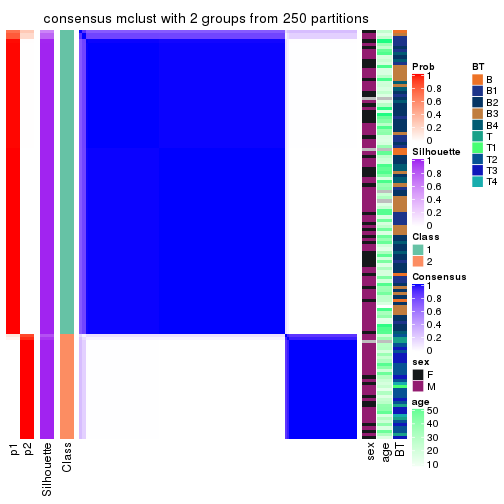 consensus mclust with 2 groups from 250 partitions
p1
p2
Silhouette
Class
sex
age
BT
Prob
1
0.8
0.6
0.4
0.2
0
Silhouette
1
0.8
0.6
0.4
0.2
0
Class
1
2
Consensus
1
0.8
0.6
0.4
0.2
0
sex
F
M
age
50
40
30
20
10
BT
B
B1
B2
B3
B4
T
T1
T2
T3
T4